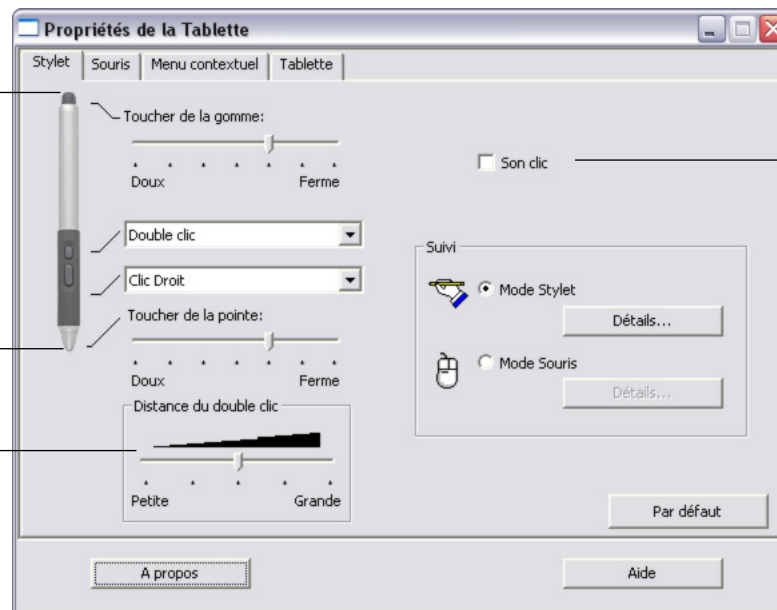 Propriétés de la Tablette
Stylet Souris Menu contextuel Tablette
Toucher de la gomme:
Doux Ferme
Son clic
Double clic
Clic Droit
Toucher de la pointe:
Doux Ferme
Distance du double clic
Petite Grande
Suivi
Mode Stylet
Détails...
Mode Souris
Détails...
Par défaut
A propos Aide